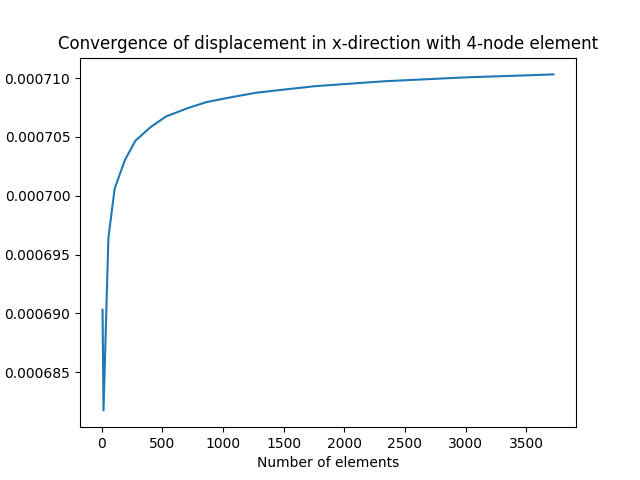 Convergence of displacement in x-direction with 4-node element
0.000710
0.000705
0.000700
0.000695
0.000690
0.000685
0 500 1000 1500 2000 2500 3000 3500
Number of elements